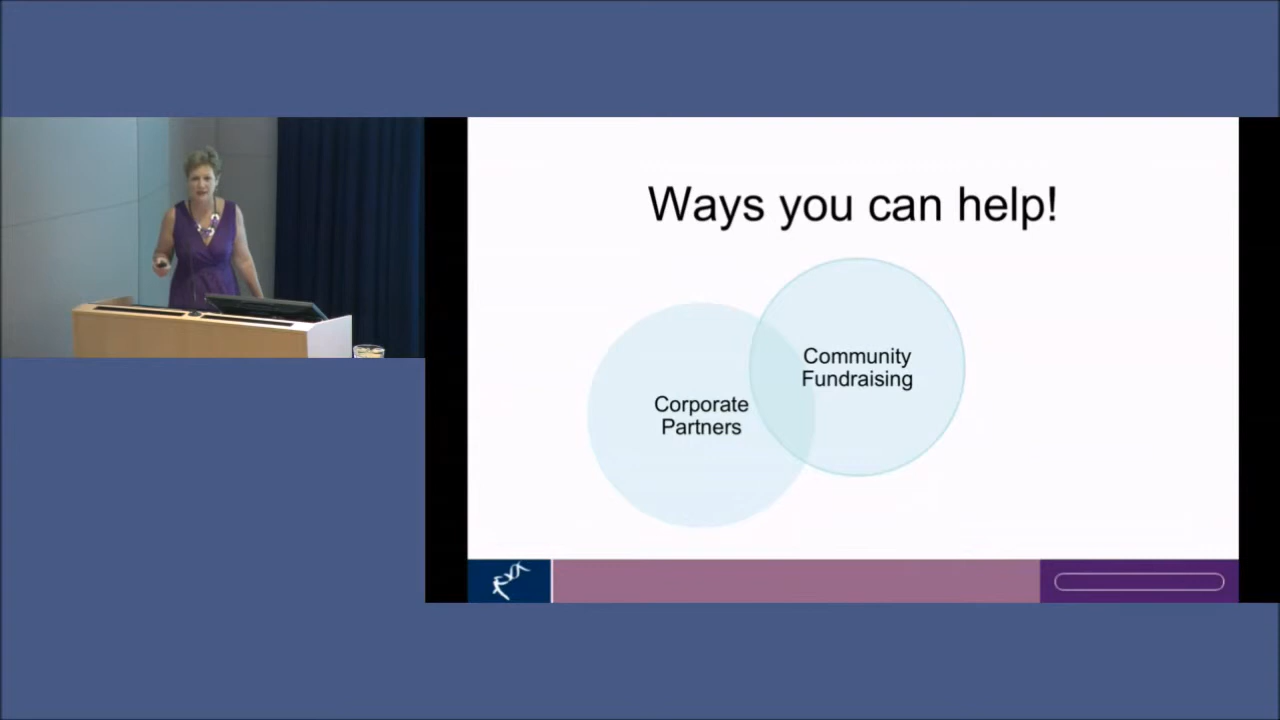 Ways you can help!
Community
Fundraising
Corporate
Partners